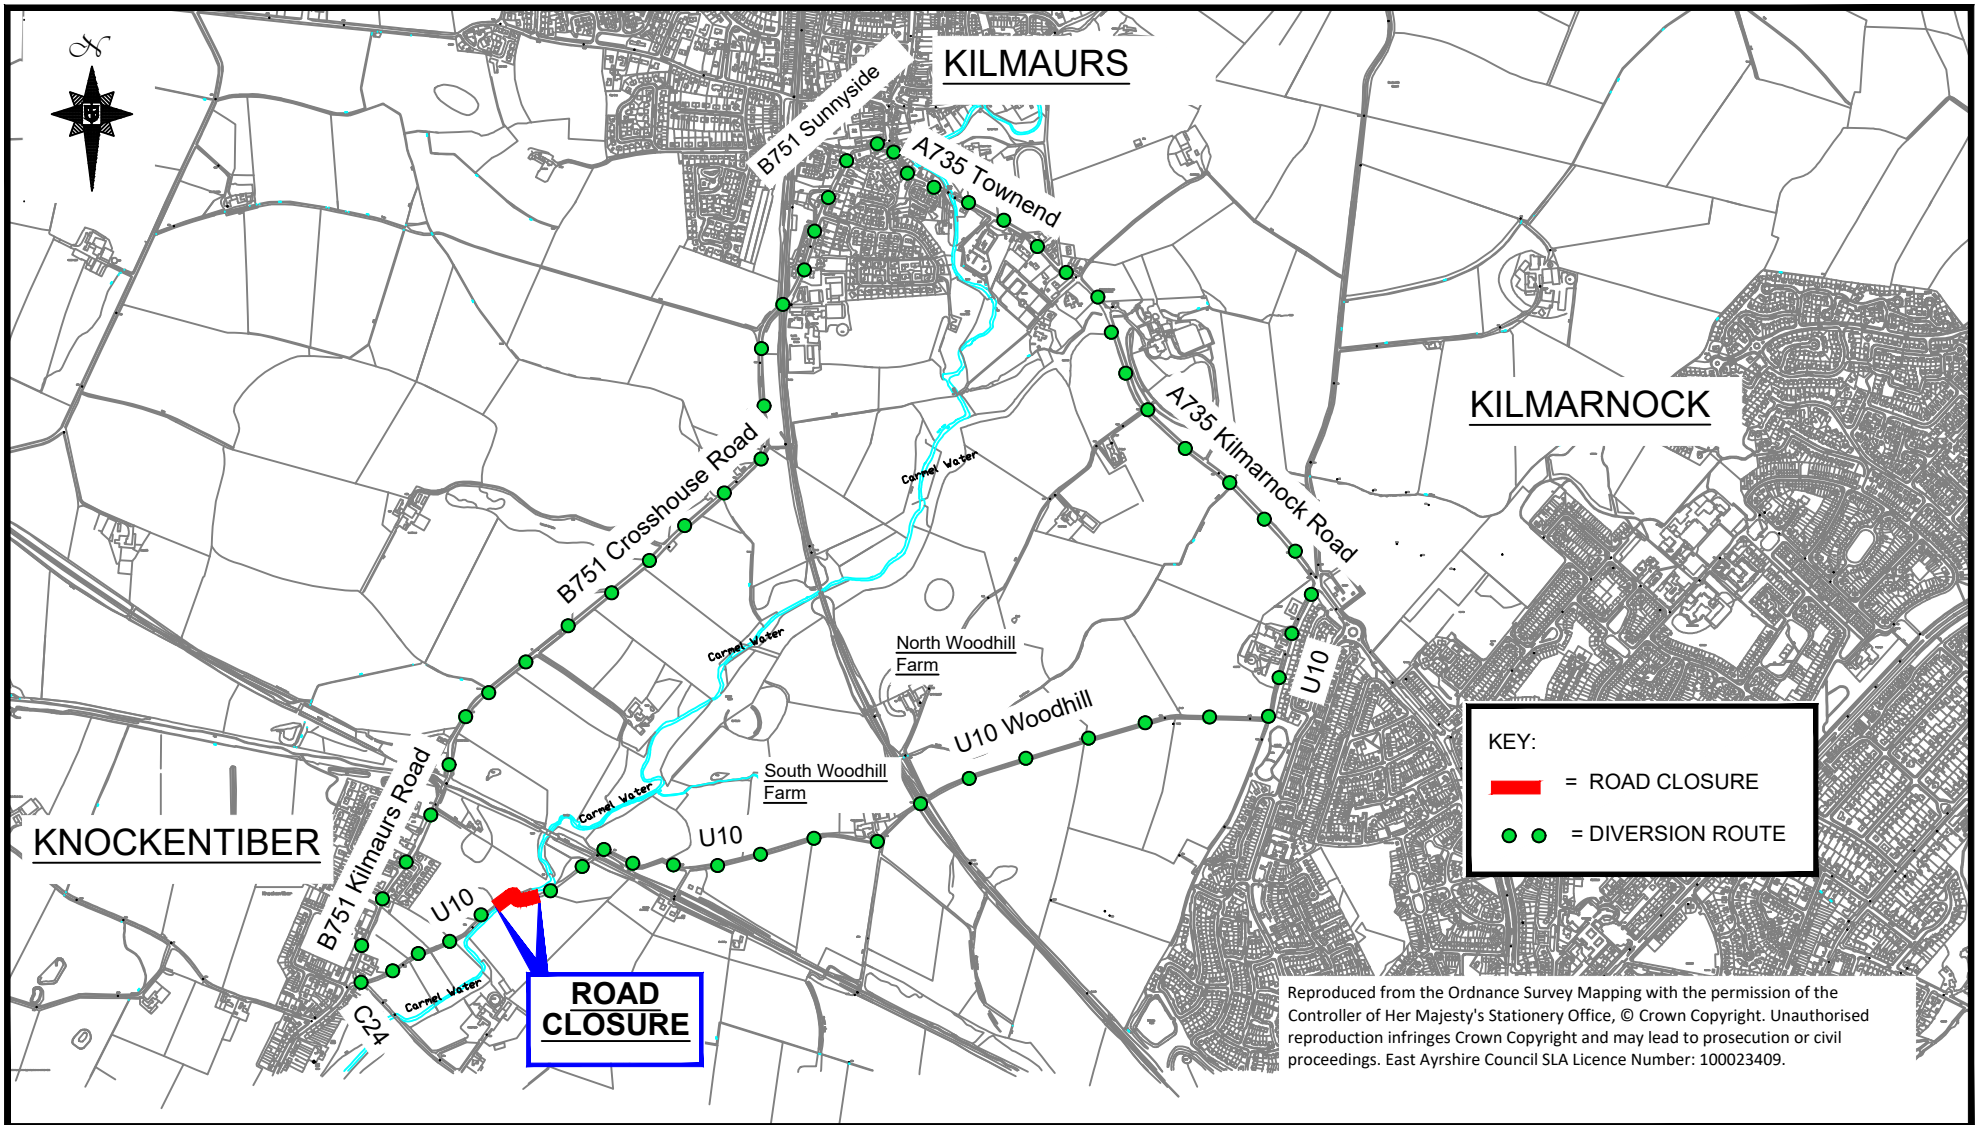 KILMAURS
B751 Sunnyside
A735 Townend
KILMARNOCK
A735 Kilmarnock Road
B751 Crosshouse Road
Carmel Water
Carmel Water
North Woodhill
Farm
U10
U10 Woodhill
South Woodhill
Farm
Carmel Water
B751 Kilmaurs Road
KNOCKENTIBER
U10
U10
Carmel Water
C24
ROAD
CLOSURE
KEY:
= ROAD CLOSURE
= DIVERSION ROUTE
Reproduced from the Ordnance Survey Mapping with the permission of the
Controller of Her Majesty's Stationery Office, © Crown Copyright. Unauthorised
reproduction infringes Crown Copyright and may lead to prosecution or civil
proceedings. East Ayrshire Council SLA Licence Number: 100023409.